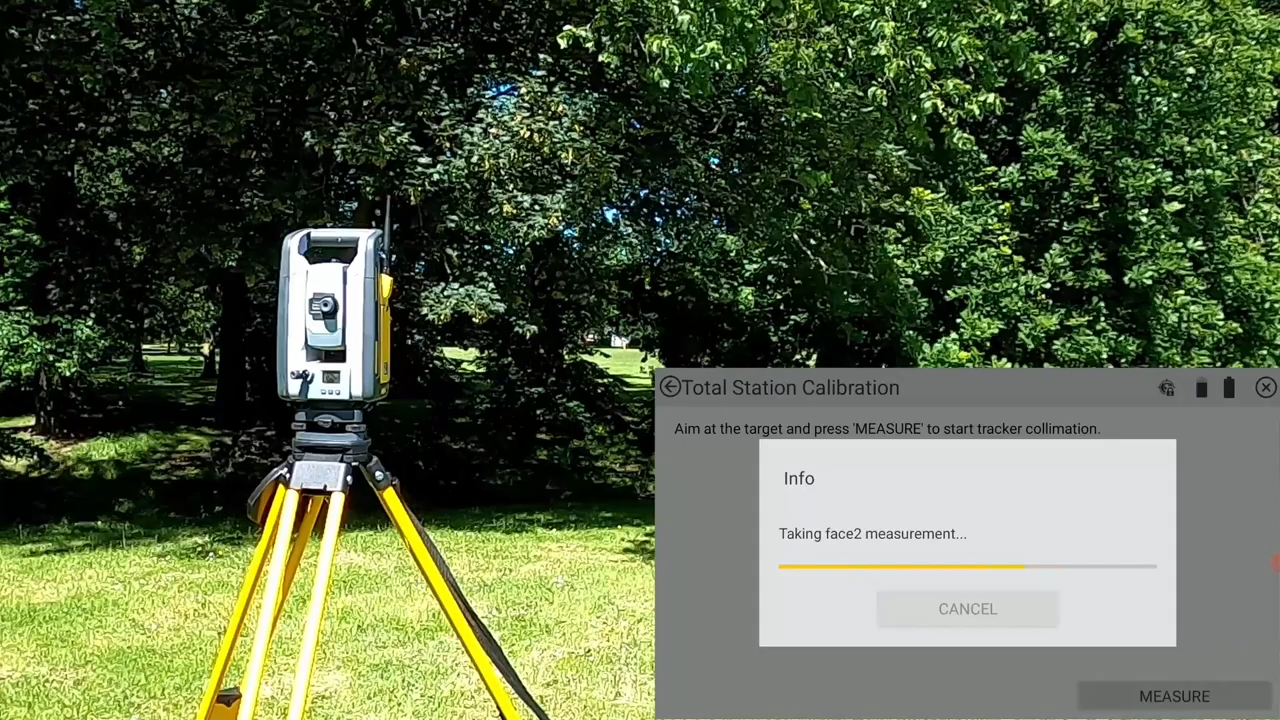 Total Station Calibration
Aim at the target and press 'MEASURE' to start tracker collimation.
Info
Taking face2 measurement...
CANCEL
MEASURE